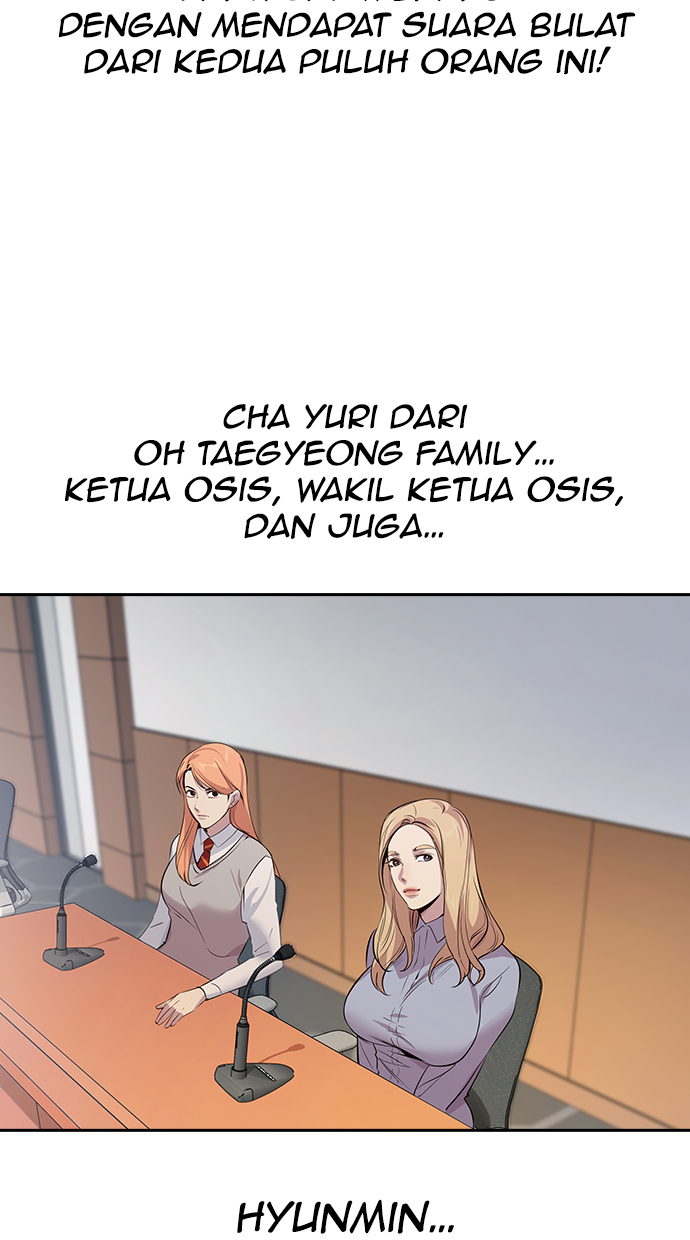 DENGAN MENDAPAT SUARA BULAT
DARI KEDUA PULUH ORANG INI!
CHA YURI DARI
OH TAEGYEONG FAMILY...
KETUA OSIS, WAKIL KETUA OSIS,
DAN JUGA...
HYUNMIN...